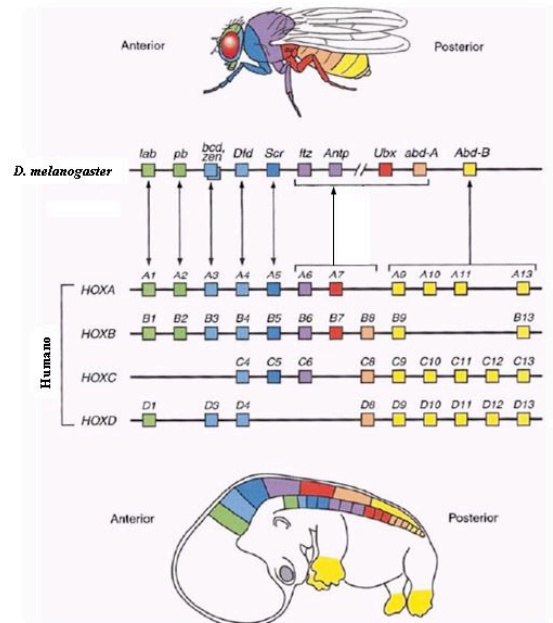 Anterior Posterior
bcd,
lab pb zen Dfd Scr ftz Antp Ubx abd-A Abd-B
D. melanogaster
A1 A2 A3 A4 A5 A6 A7 A9 A10 A11 A13
HOXA
B1 B2 B3 B4 B5 B6 B7 B8 B9 B13
HOXB
Humano
C4 C5 C6 C8 C9 C10 C11 C12 C13
HOXC
D1 D3 D4 D8 D9 D10 D11 D12 D13
HOXD
Anterior Posterior